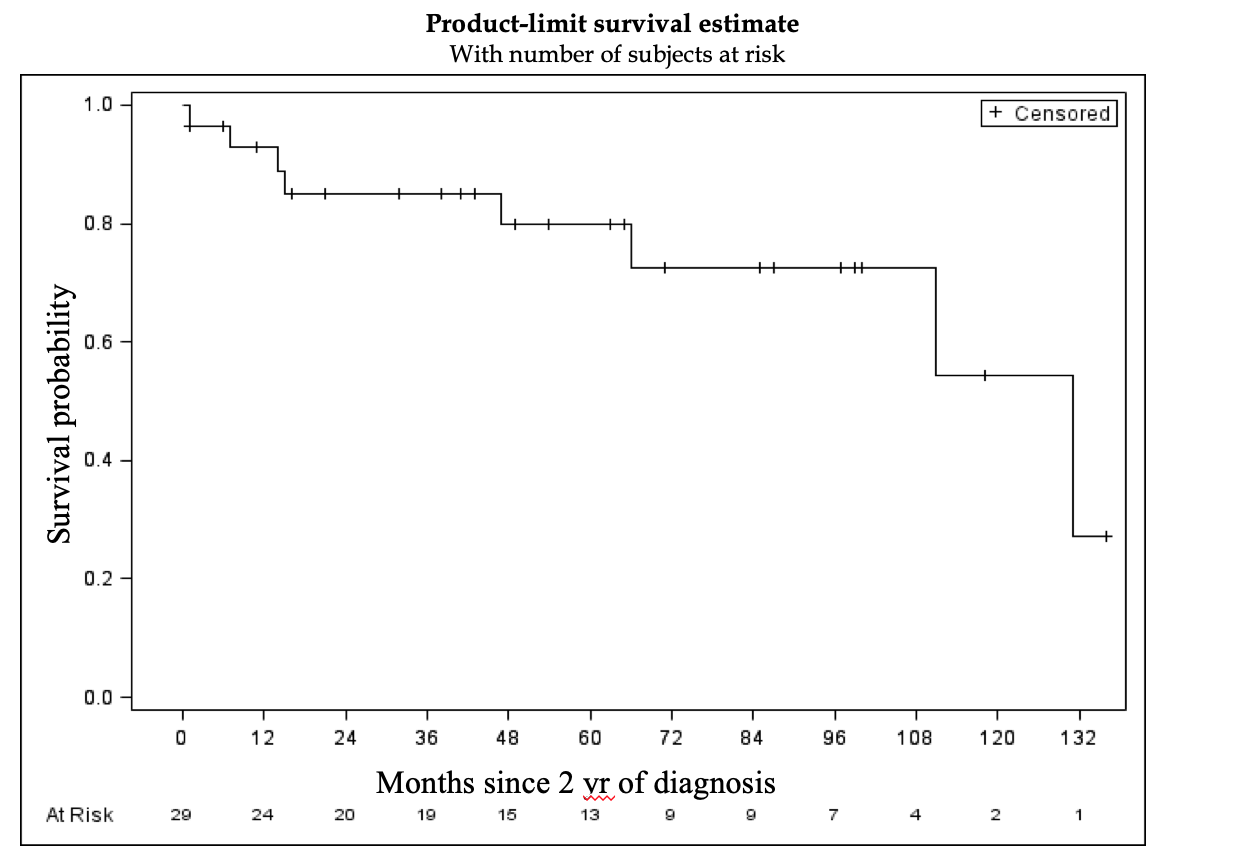 Product-limit survival estimate
With number of subjects at risk
+ Censored
Survival probability
1.0
0.8
0.6
0.4
0.2
0.0
0 12 24 36 48 60 72 84 96 108 120 132
Months since 2 yr of diagnosis
At Risk 29 24 20 19 15 13 9 9 7 4 2 1